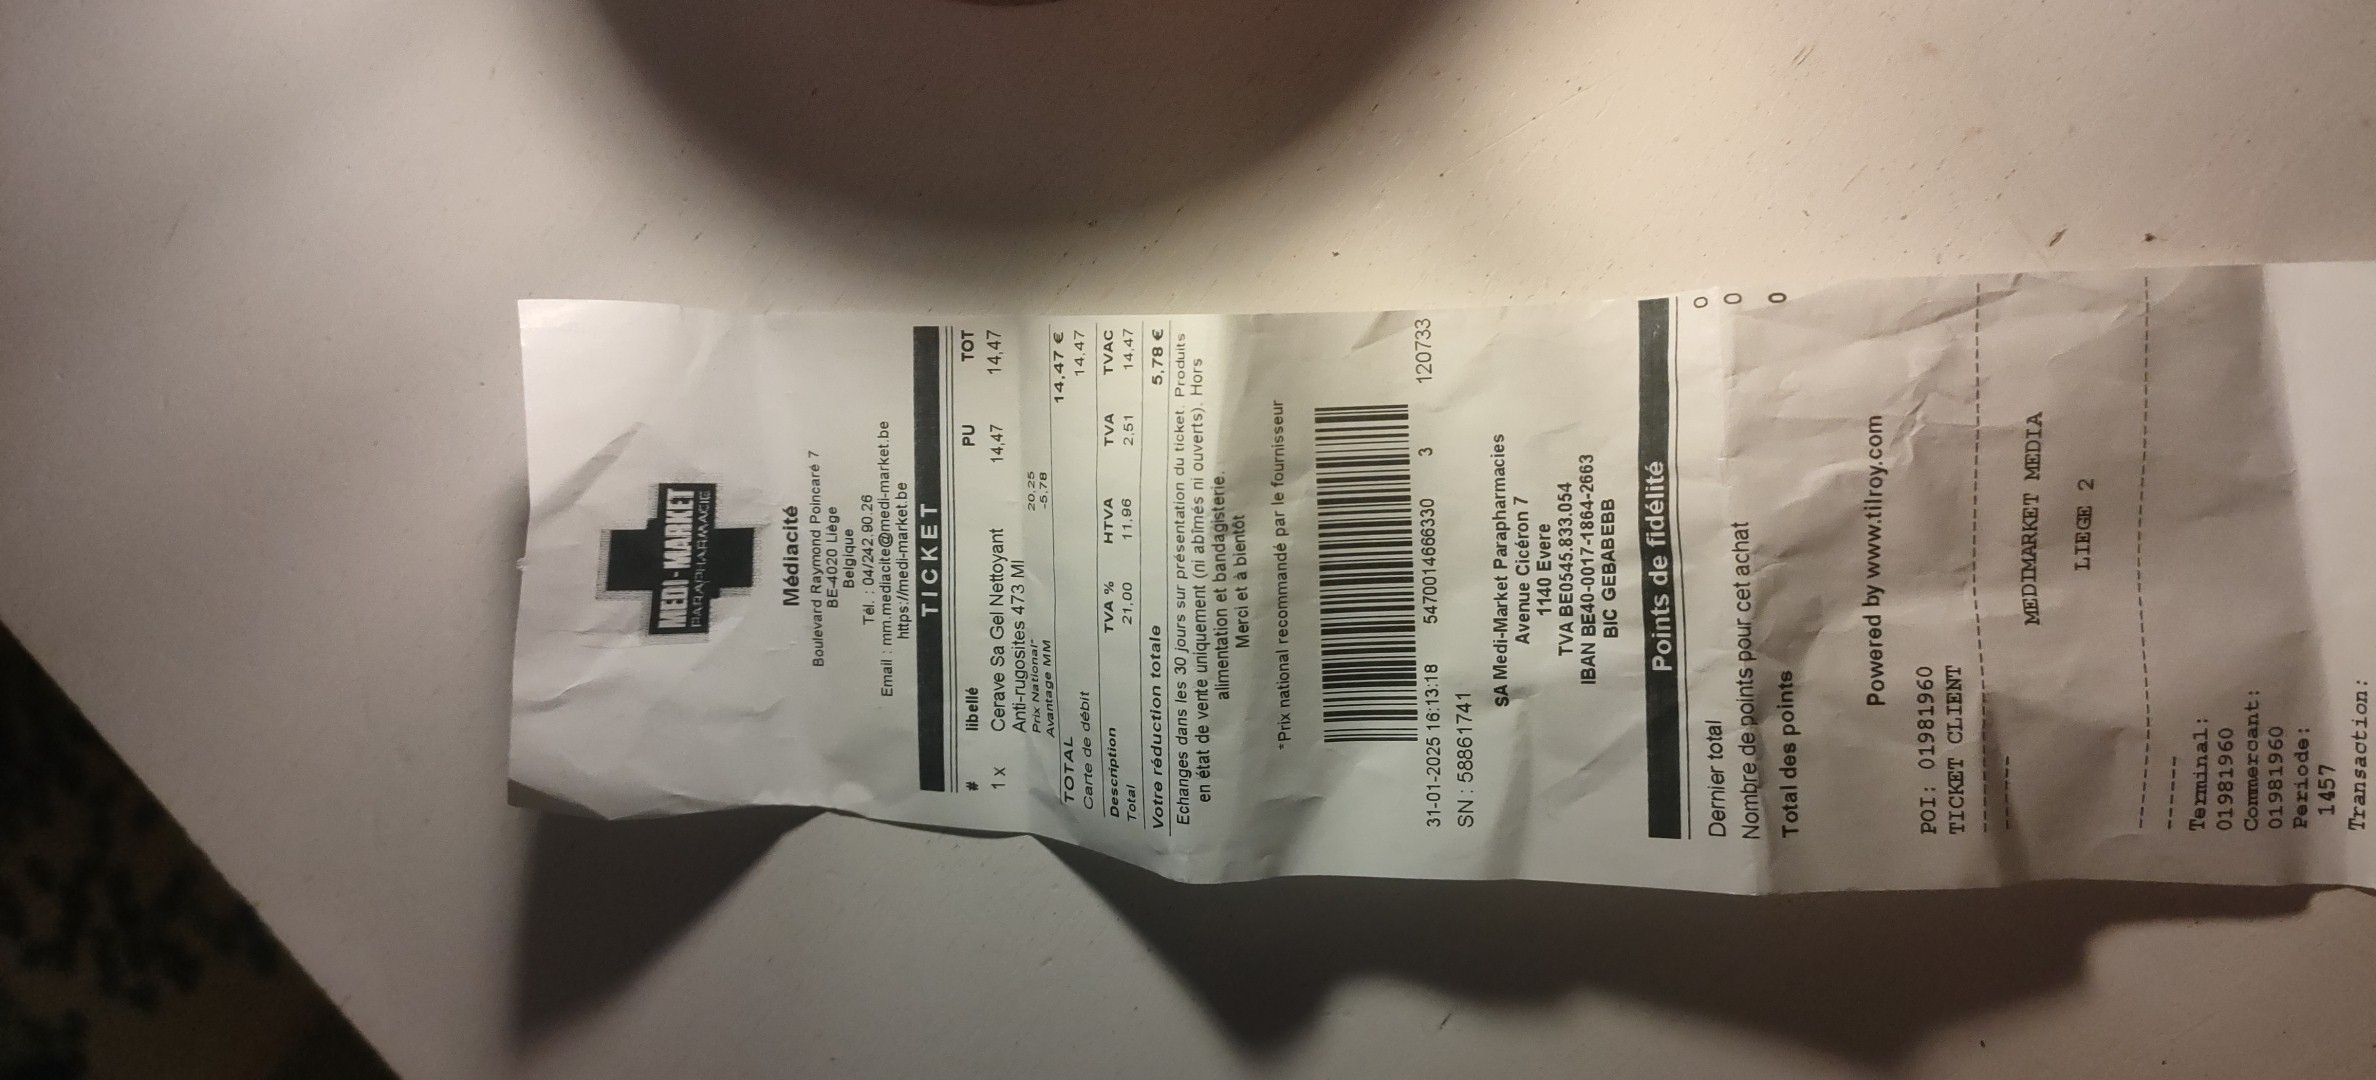 MEDI-MARKET
PARAPHARMACIE
Médiacité
Boulevard Raymond Poincaré 7
BE-4020 Liège
Belgique
Tél. : 04/242.90.26
Email : mm.mediacite@medi-market.be
https://medi-market.be
TICKET
# libellé PU TOT
1 x Cerave Sa Gel Nettoyant 14,47 14,47
Anti-rugosites 473 Ml
Prix National* 20,25
Avantage MM -5,78
TOTAL 14,47 €
Carte de débit 14,47
Description TVA % HTVA TVA TVAC
Total 21,00 11,96 2,51 14,47
Votre réduction totale 5,78 €
Echanges dans les 30 jours sur présentation du ticket. Produits
en état de vente uniquement (ni abîmés ni ouverts). Hors
alimentation et bandagisterie.
Merci et à bientôt
*Prix national recommandé par le fournisseur
31-01-2025 16:13:18 5470014666330 3 120733
SN : 58861741
SA Medi-Market Parapharmacies
Avenue Cicéron 7
1140 Evere
TVA BE0545.833.054
IBAN BE40-0017-1864-2663
BIC GEBABEBB
Points de fidélité
Dernier total 0
Nombre de points pour cet achat 0
Total des points 0
Powered by www.tilroy.com
POI: 01981960
TICKET CLIENT
------------------------------------------
------
MEDIMARKET MEDIA
LIEGE 2
------------------------------------------
------
Terminal:
01981960
Commercant:
01981960
Periode:
1457
Transaction: